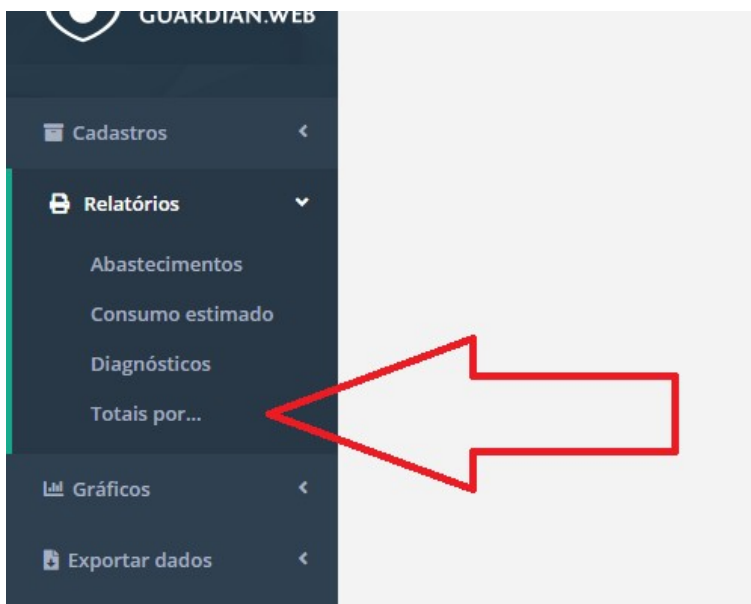 GUARDIAN.WEB
Cadastros
Relatórios
Abastecimentos
Consumo estimado
Diagnósticos
Totais por...
Gráficos
Exportar dados